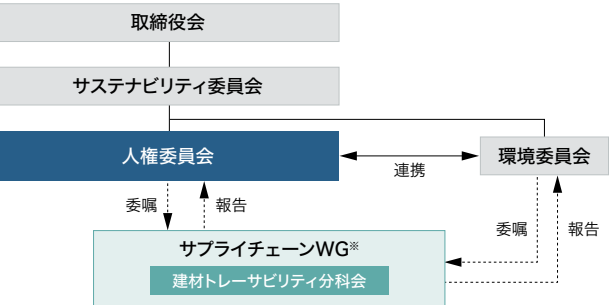 取締役会
サステナビリティ委員会
人権委員会
連携
環境委員会
委嘱
報告
委嘱
報告
サプライチェーンWG※
建材トレーサビリティ分科会